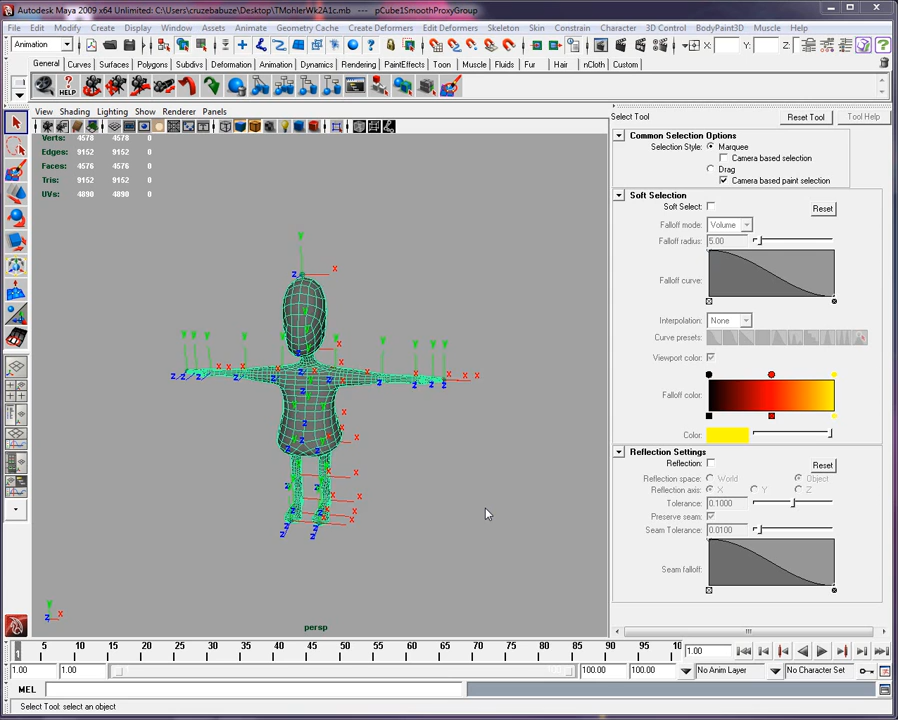 Autodesk Maya 2009 x64 Unlimited: C:\Users\cruzebabuze\Desktop\TMohlerWk2A1c.mb --- pCube1SmoothProxyGroup
File Edit Modify Create Display Window Assets Animate Geometry Cache Create Deformers Edit Deformers Skeleton Skin Constrain Character 3D Control BodyPaint3D Muscle Help
Animation X: Y: Z:
General Curves Surfaces Polygons Subdivs Deformation Animation Dynamics Rendering PaintEffects Toon Muscle Fluids Fur Hair nCloth Custom
HELP
View Shading Lighting Show Renderer Panels
Select Tool Reset Tool Tool Help
Verts: 4578 4578 0
Edges: 9152 9152 0
Faces: 4576 4576 0
Tris: 9152 9152 0
UVs: 4890 4890 0
Common Selection Options
Selection Style: Marquee
Camera based selection
Drag
Camera based paint selection
Soft Selection
Soft Select: Reset
Falloff mode: Volume
Falloff radius: 5.00
Falloff curve:
Interpolation: None
Curve presets:
Viewport color:
Falloff color:
Color:
Reflection Settings
Reflection: Reset
Reflection space: World Object
Reflection axis: X Y Z
Tolerance: 0.1000
Preserve seam:
Seam Tolerance: 0.0100
Seam falloff:
persp
1 5 10 15 20 25 30 35 40 45 50 55 60 65 70 75 80 85 90 95 10 1.00
1.00 1.00 100.00 100.00 No Anim Layer No Character Set
MEL
Select Tool: select an object